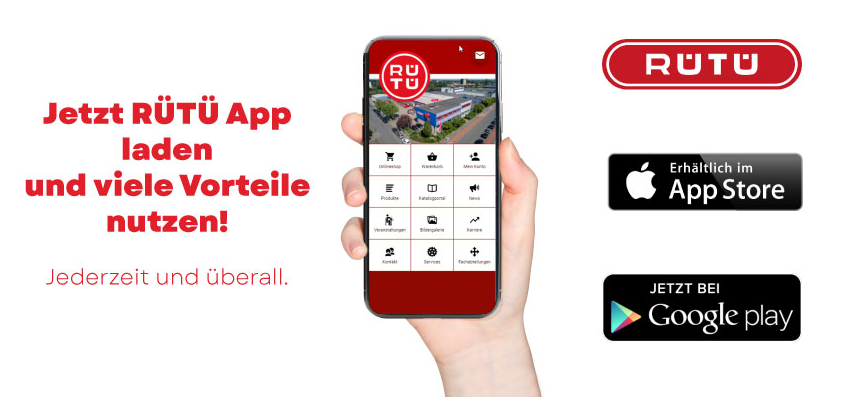 Jetzt RÜTÜ App
laden
und viele Vorteile
nutzen!
Jederzeit und überall.
RÜ
TÜ
Onlineshop
Warenkorb
Mein Konto
Produkte
Katalogportal
News
Veranstaltungen
Bildergalerie
Karriere
Kontakt
Services
Fachabteilungen
RÜTÜ
Erhältlich im
App Store
JETZT BEI
Google play